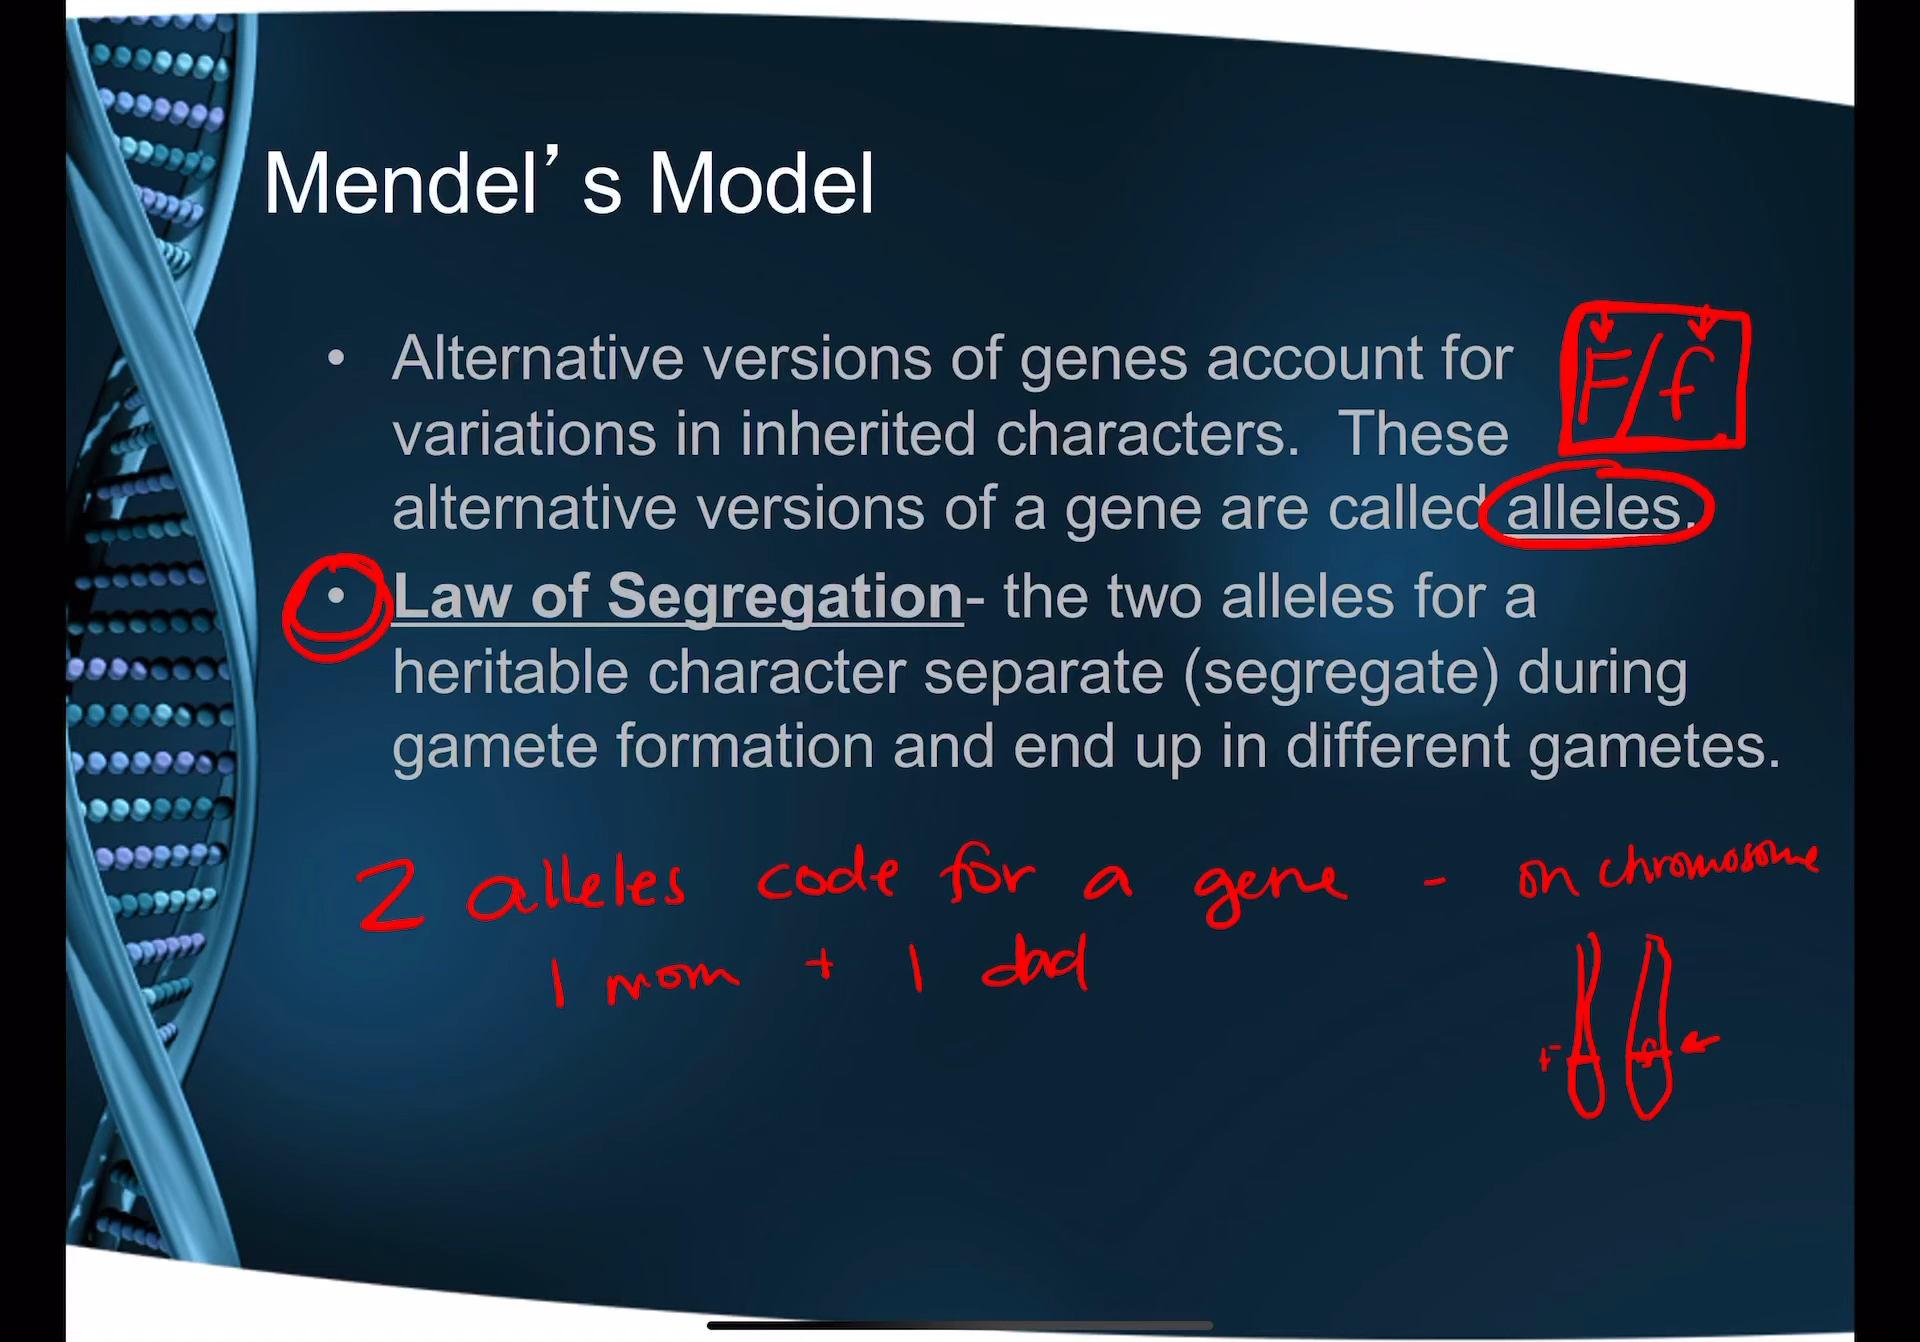 Mendel's Model
• Alternative versions of genes account for
variations in inherited characters. These
alternative versions of a gene are called alleles.
F/f
• Law of Segregation- the two alleles for a
heritable character separate (segregate) during
gamete formation and end up in different gametes.
2 alleles code for a gene - on chromosome
1 mom + 1 dad
F f